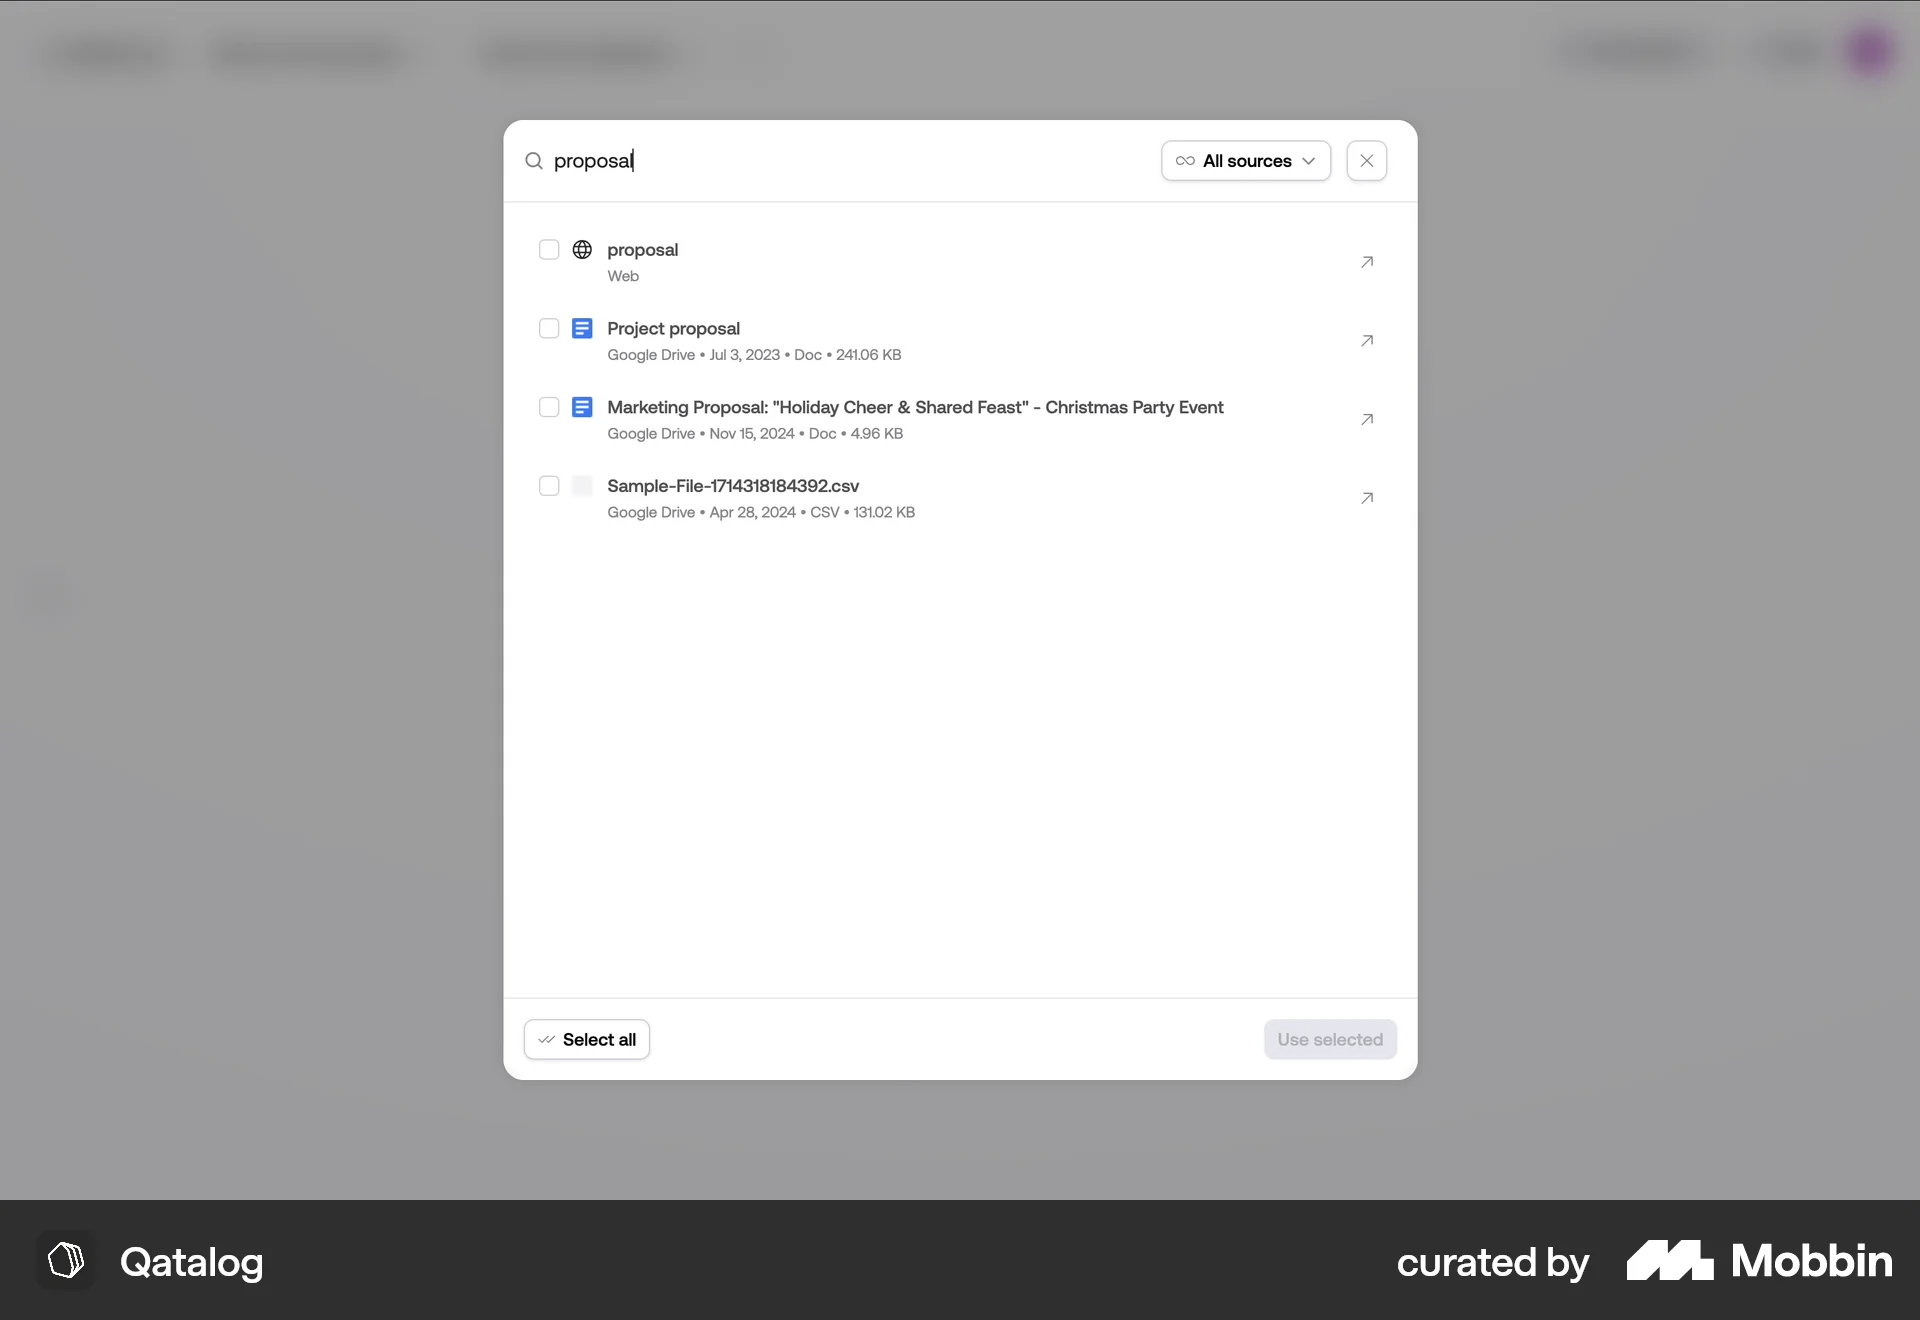 proposal
All sources
proposal
Web
Project proposal
Google Drive • Jul 3, 2023 • Doc • 241.06 KB
Marketing Proposal: "Holiday Cheer & Shared Feast" - Christmas Party Event
Google Drive • Nov 15, 2024 • Doc • 4.96 KB
Sample-File-1714318184392.csv
Google Drive • Apr 28, 2024 • CSV • 131.02 KB
Select all
Use selected
Qatalog
curated by Mobbin